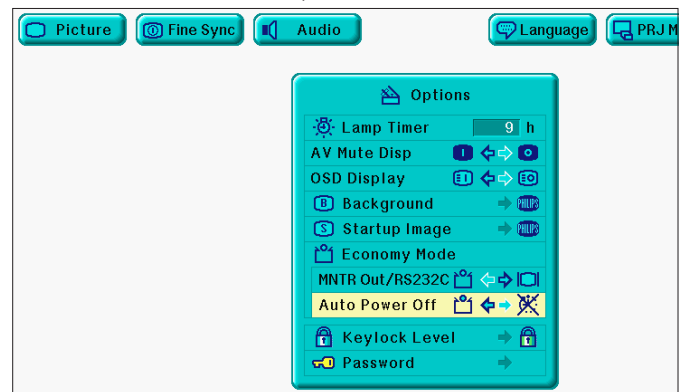 Picture
Fine Sync
Audio
Language
PRJ M
Options
Lamp Timer 9 h
AV Mute Disp
OSD Display
B Background PHILIPS
S Startup Image PHILIPS
Economy Mode
MNTR Out/RS232C
Auto Power Off
Keylock Level
Password